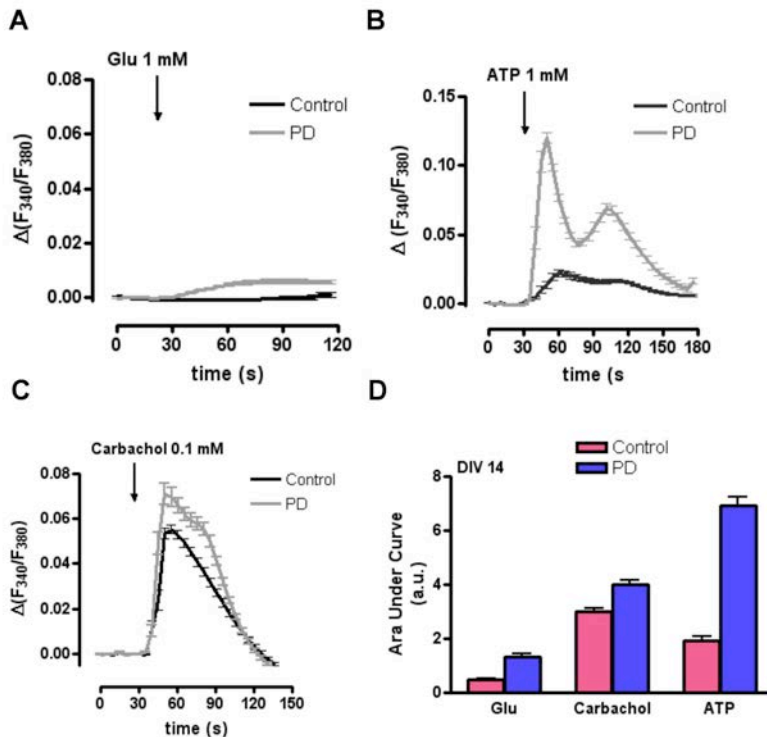 A
Glu 1 mM
Control
PD
Δ(F340/F380)
0.08
0.06
0.04
0.02
0.00
0 30 60 90 120
time (s)
B
ATP 1 mM
Control
PD
Δ (F340/F380)
0.15
0.10
0.05
0.00
0 30 60 90 120 150 180
time (s
C
Carbachol 0.1 mM
Control
PD
Δ(F340/F380)
0.08
0.06
0.04
0.02
0.00
0 30 60 90 120 150
time (s)
D
DIV 14
Control
PD
Ara Under Curve
(a.u.)
8
6
4
2
0
Glu Carbachol ATP